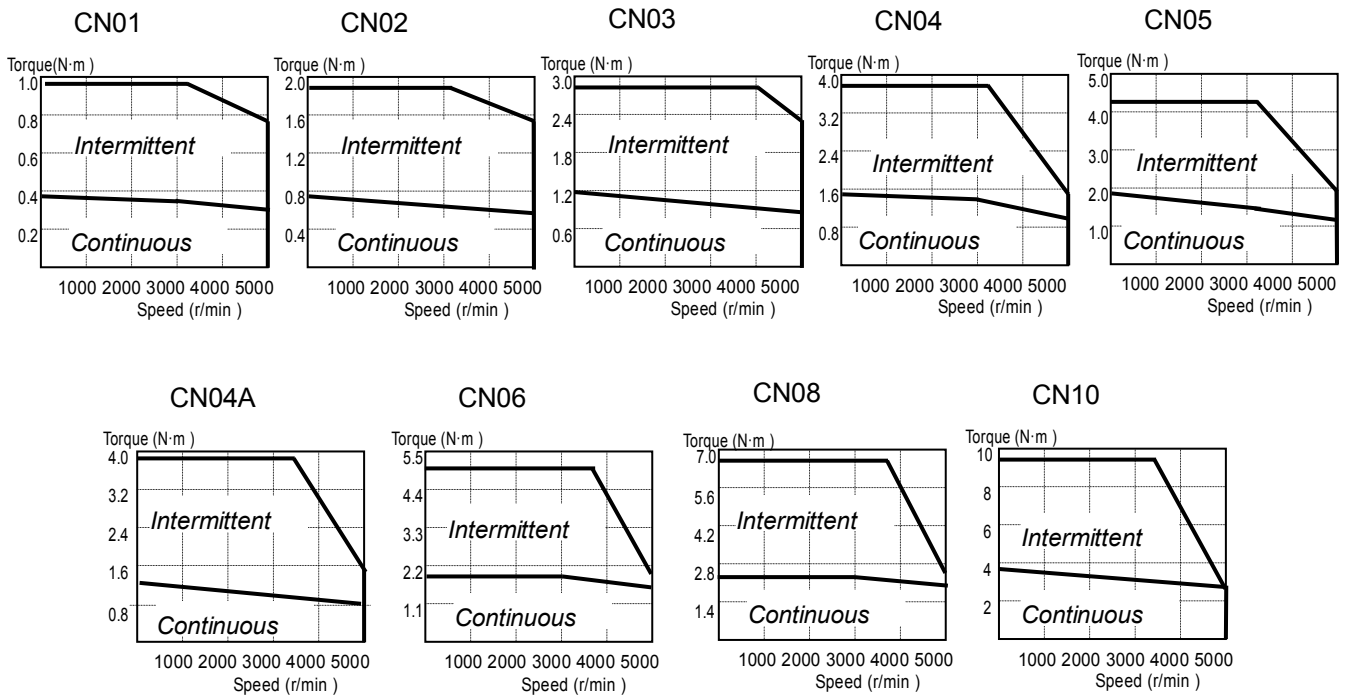 CN01
Torque(N·m )
1.0
0.8
0.6
0.4
0.2
Intermittent
Continuous
1000 2000 3000 4000 5000
Speed (r/min )
CN02
Torque (N·m )
2.0
1.6
1.2
0.8
0.4
Intermittent
Continuous
1000 2000 3000 4000 5000
Speed (r/min )
CN03
Torque (N·m )
3.0
2.4
1.8
1.2
0.6
Intermittent
Continuous
1000 2000 3000 4000 5000
Speed (r/min )
CN04
Torque (N·m )
4.0
3.2
2.4
1.6
0.8
Intermittent
Continuous
1000 2000 3000 4000 5000
Speed (r/min )
CN05
Torque (N·m )
5.0
4.0
3.0
2.0
1.0
Intermittent
Continuous
1000 2000 3000 4000 5000
Speed (r/min )
CN04A
Torque (N·m )
4.0
3.2
2.4
1.6
0.8
Intermittent
Continuous
1000 2000 3000 4000 5000
Speed (r/min )
CN06
Torque (N·m )
5.5
4.4
3.3
2.2
1.1
Intermittent
Continuous
1000 2000 3000 4000 5000
Speed (r/min )
CN08
Torque (N·m )
7.0
5.6
4.2
2.8
1.4
Intermittent
Continuous
1000 2000 3000 4000 5000
Speed (r/min )
CN10
Torque (N·m )
10
8
6
4
2
Intermittent
Continuous
1000 2000 3000 4000 5000
Speed (r/min )